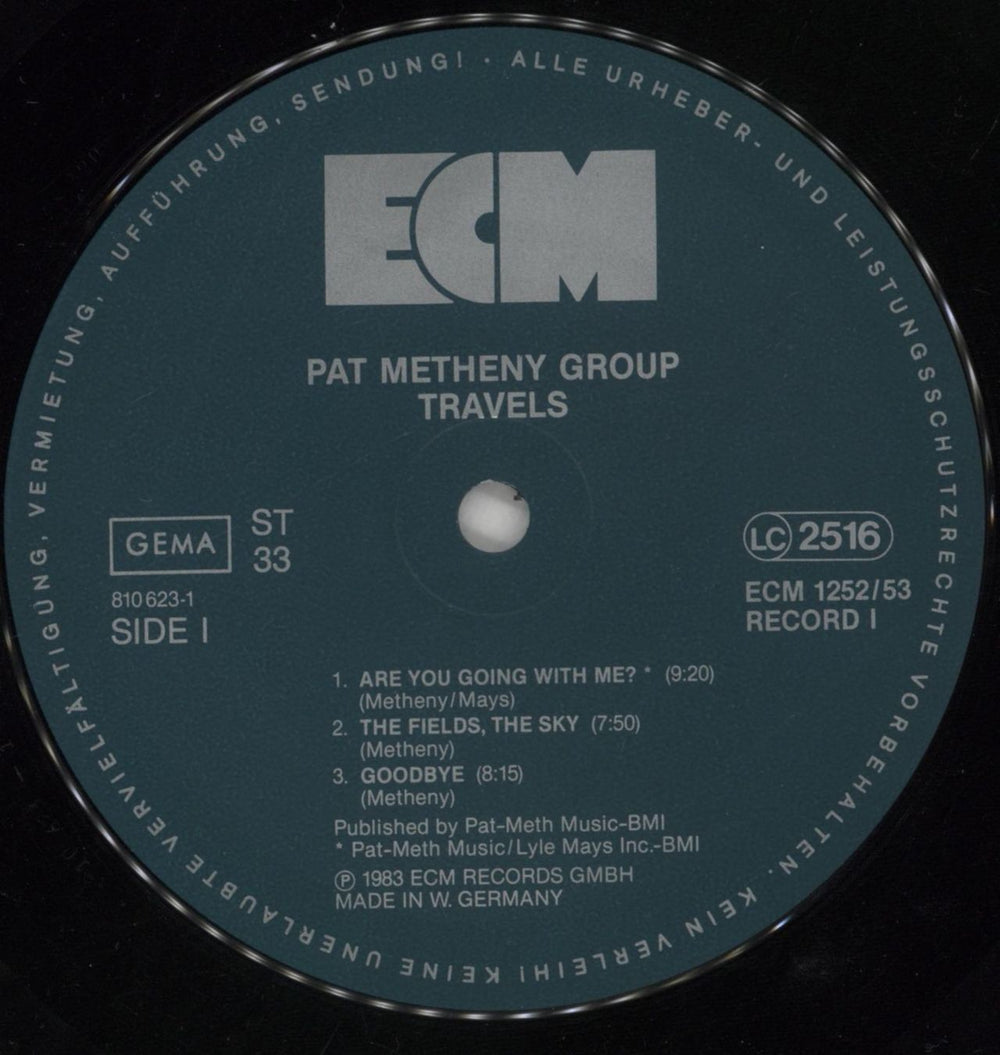 ALLE URHEBER- UND LEISTUNGSSCHUTZRECHTE VORBEHALTEN. KEIN VERLEIH! KEINE UNERLAUBTE VERVIELFÄLTIGUNG, VERMIETUNG, AUFFÜHRUNG, SENDUNG! ·
ECM
PAT METHENY GROUP
TRAVELS
GEMA
ST
33
810 623-1
SIDE I
LC 2516
ECM 1252/53
RECORD I
1. ARE YOU GOING WITH ME? * (9:20)
(Metheny/Mays)
2. THE FIELDS, THE SKY (7:50)
(Metheny)
3. GOODBYE (8:15)
(Metheny)
Published by Pat-Meth Music-BMI
* Pat-Meth Music/Lyle Mays Inc.-BMI
℗ 1983 ECM RECORDS GMBH
MADE IN W. GERMANY